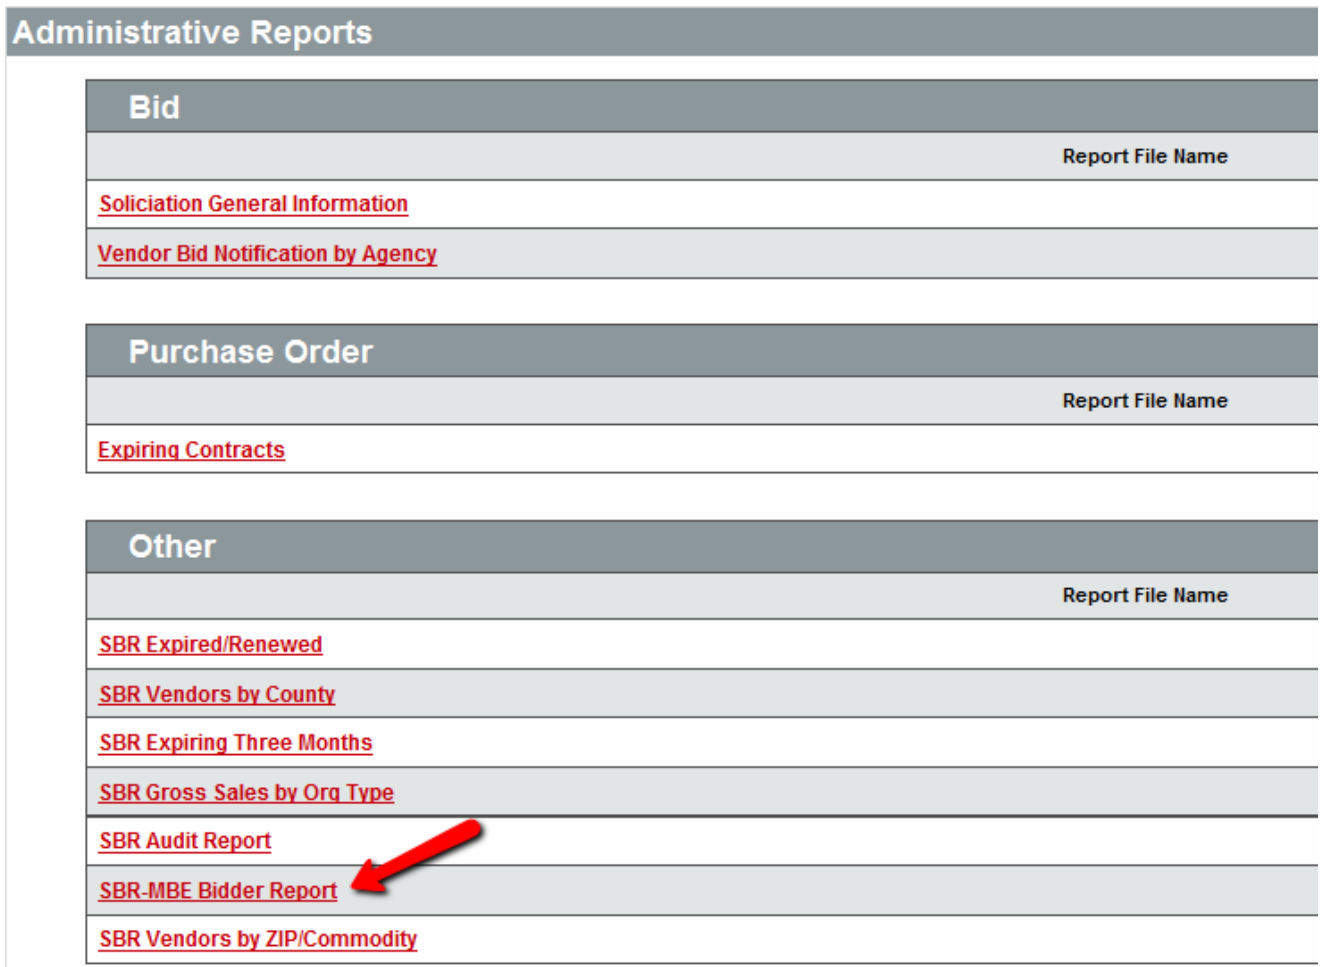 Administrative Reports
Bid
Report File Name
Soliciation General Information
Vendor Bid Notification by Agency
Purchase Order
Report File Name
Expiring Contracts
Other
Report File Name
SBR Expired/Renewed
SBR Vendors by County
SBR Expiring Three Months
SBR Gross Sales by Org Type
SBR Audit Report
SBR-MBE Bidder Report
SBR Vendors by ZIP/Commodity